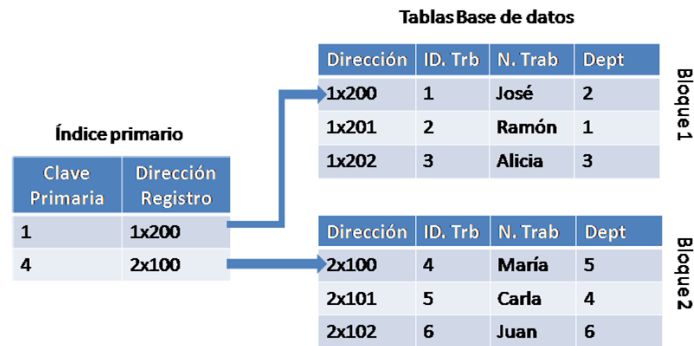 Tablas Base de datos
Dirección ID. Trb N. Trab Dept
1x200 1 José 2
1x201 2 Ramón 1
1x202 3 Alicia 3
Bloque 1
Índice primario
Clave Primaria Dirección Registro
1 1x200
4 2x100
Dirección ID. Trb N. Trab Dept
2x100 4 María 5
2x101 5 Carla 4
2x102 6 Juan 6
Bloque 2